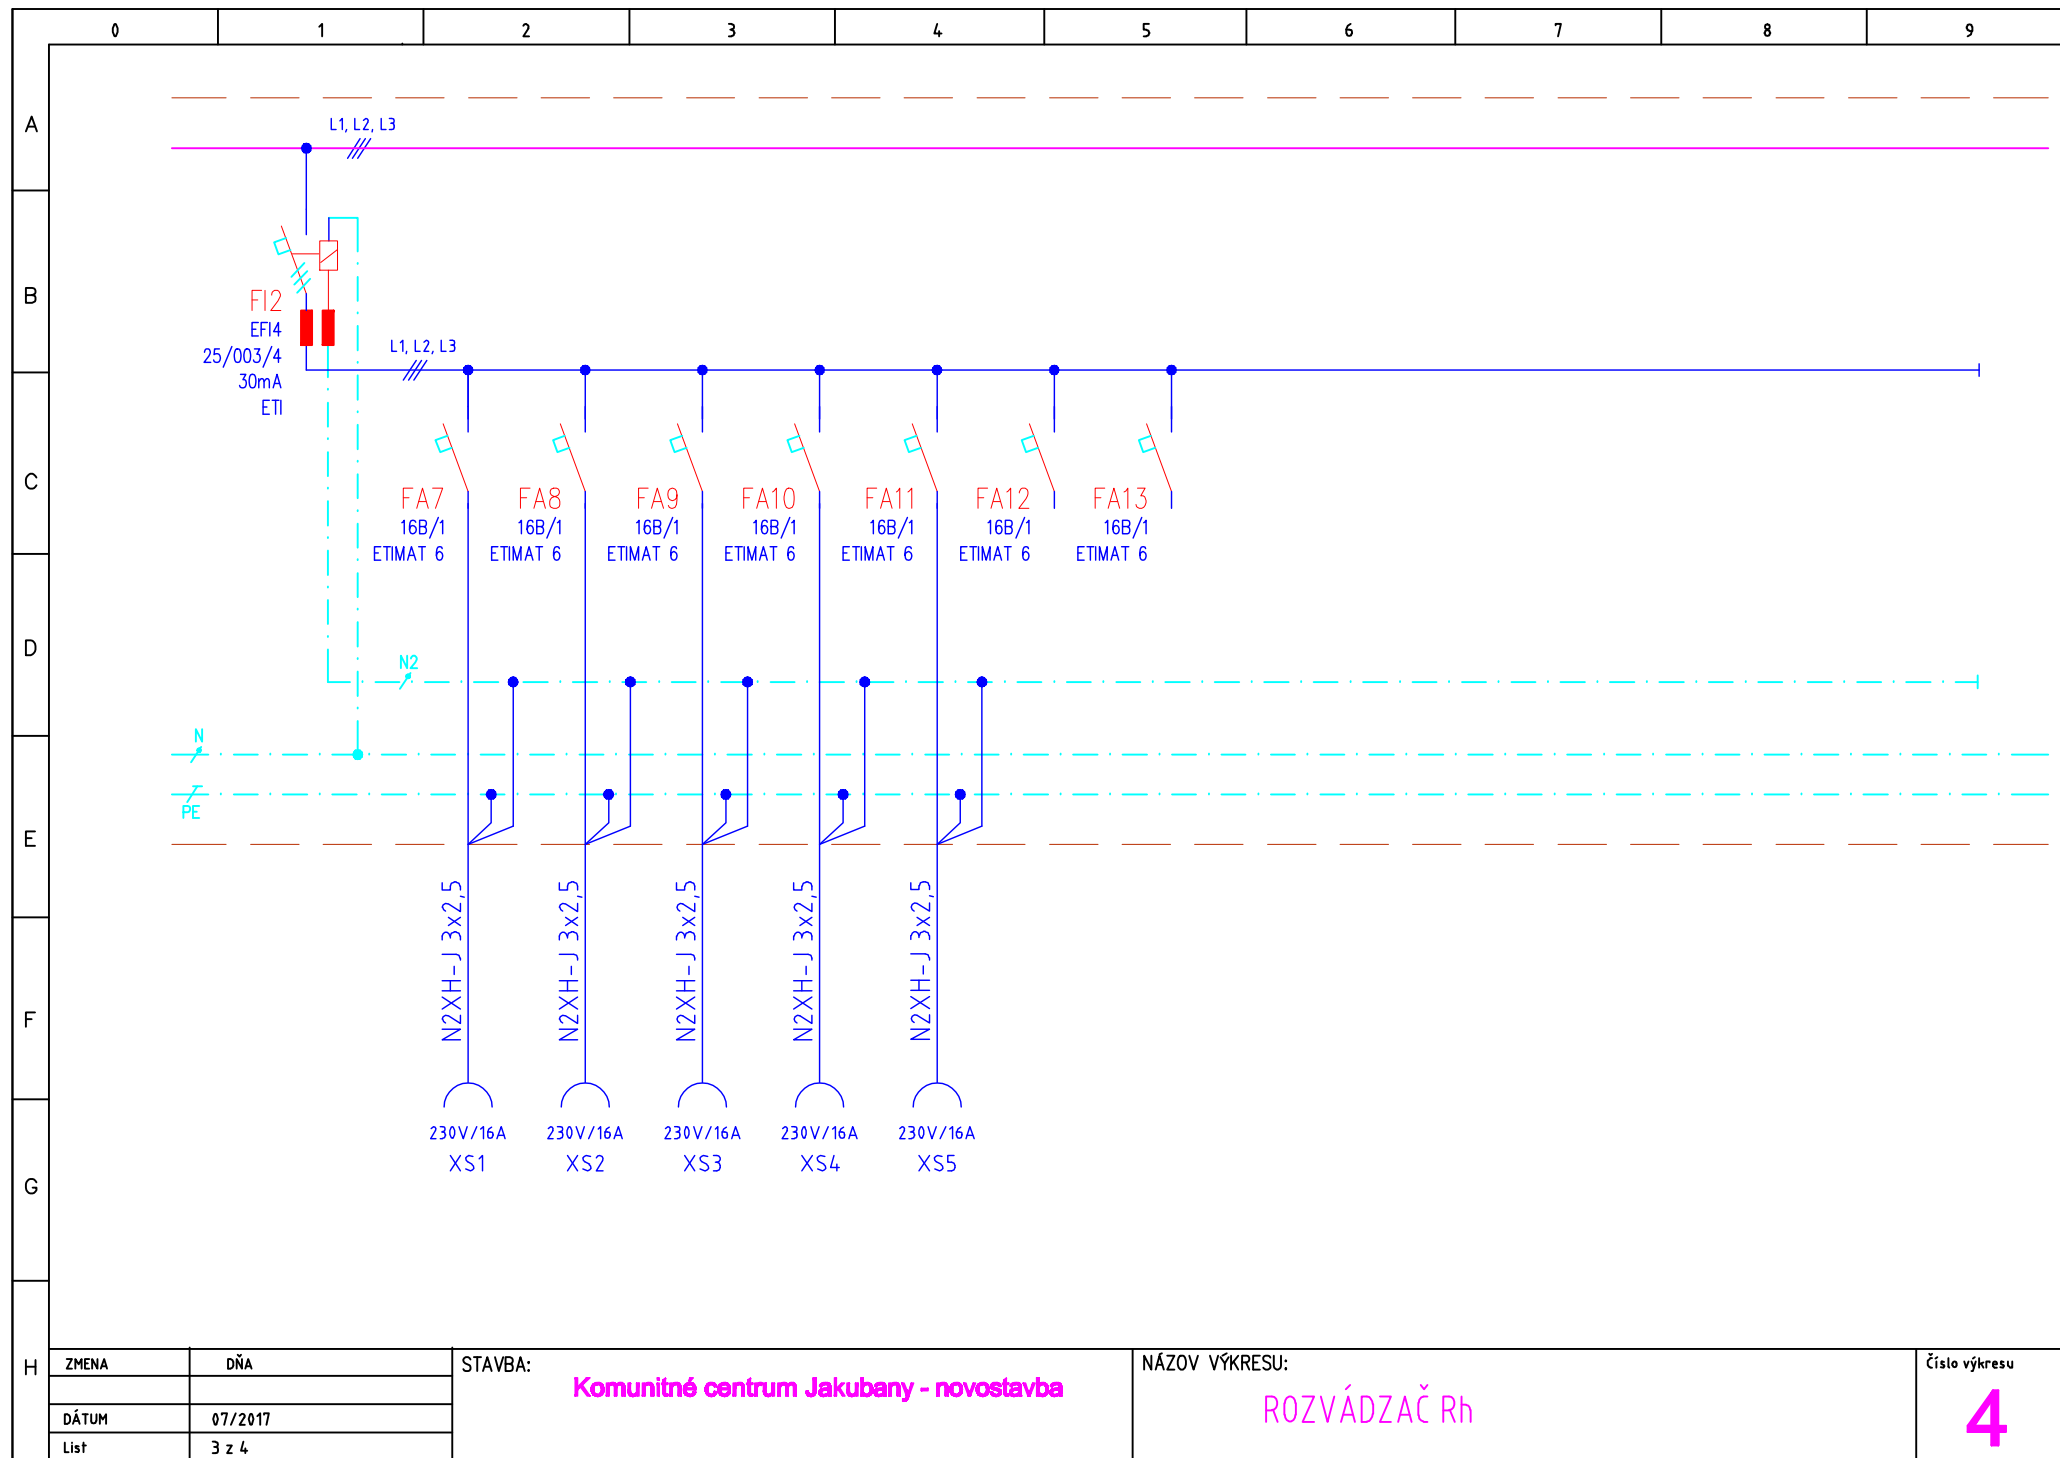 0 1 2 3 4 5 6 7 8 9
A
L1, L2, L3
B
FI2
EFI4
25/003/4
30mA
ETI
L1, L2, L3
C
FA7 FA8 FA9 FA10 FA11 FA12 FA13
16B/1 16B/1 16B/1 16B/1 16B/1 16B/1 16B/1
ETIMAT 6 ETIMAT 6 ETIMAT 6 ETIMAT 6 ETIMAT 6 ETIMAT 6 ETIMAT 6
D
N2
N
PE
E
N2XH-J 3x2,5 N2XH-J 3x2,5 N2XH-J 3x2,5 N2XH-J 3x2,5 N2XH-J 3x2,5
F
230V/16A 230V/16A 230V/16A 230V/16A 230V/16A
XS1 XS2 XS3 XS4 XS5
G
H
ZMENA DŇA
DÁTUM 07/2017
List 3 z 4
STAVBA:
Komunitné centrum Jakubany - novostavba
NÁZOV VÝKRESU:
ROZVÁDZAČ Rh
Číslo výkresu
4